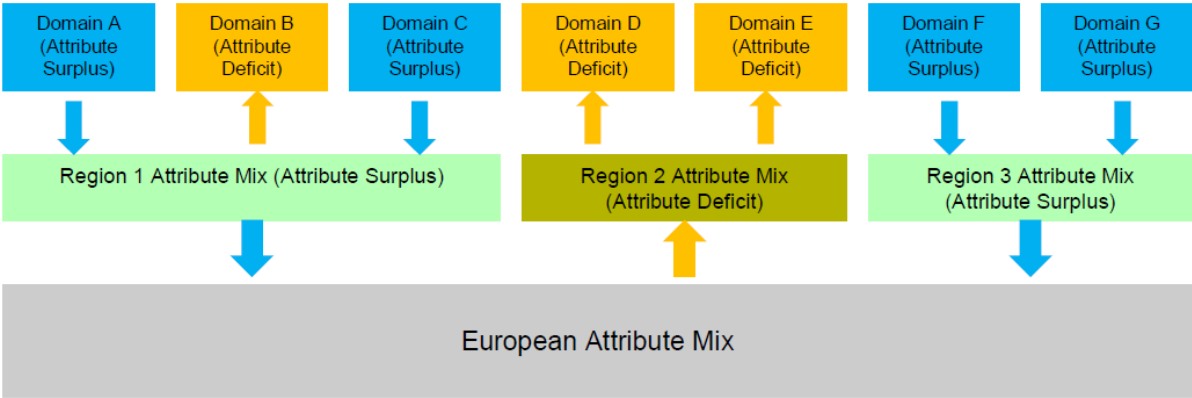 Domain A
(Attribute
Surplus)
Domain B
(Attribute
Deficit)
Domain C
(Attribute
Surplus)
Domain D
(Attribute
Deficit)
Domain E
(Attribute
Deficit)
Domain F
(Attribute
Surplus)
Domain G
(Attribute
Surplus)
Region 1 Attribute Mix (Attribute Surplus)
Region 2 Attribute Mix
(Attribute Deficit)
Region 3 Attribute Mix
(Attribute Surplus)
European Attribute Mix